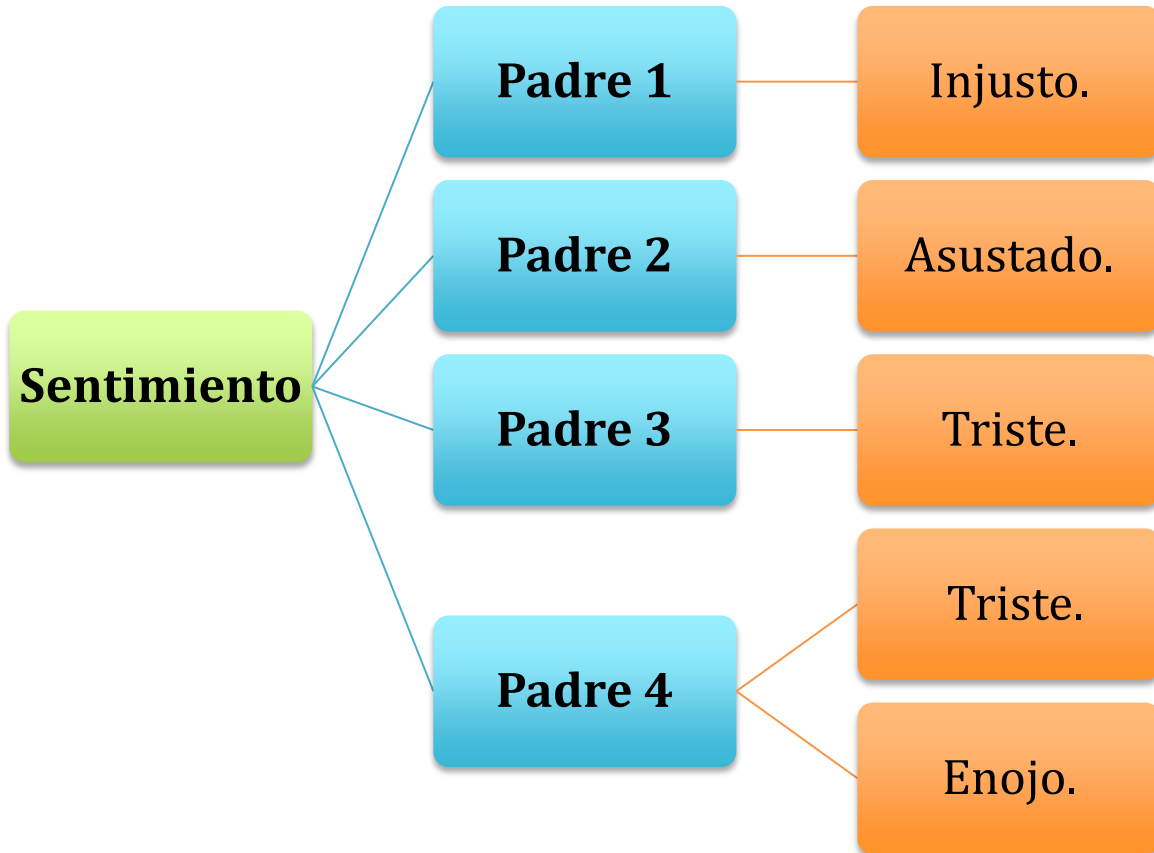 Sentimiento
Padre 1
Injusto.
Padre 2
Asustado.
Padre 3
Triste.
Padre 4
Triste.
Enojo.